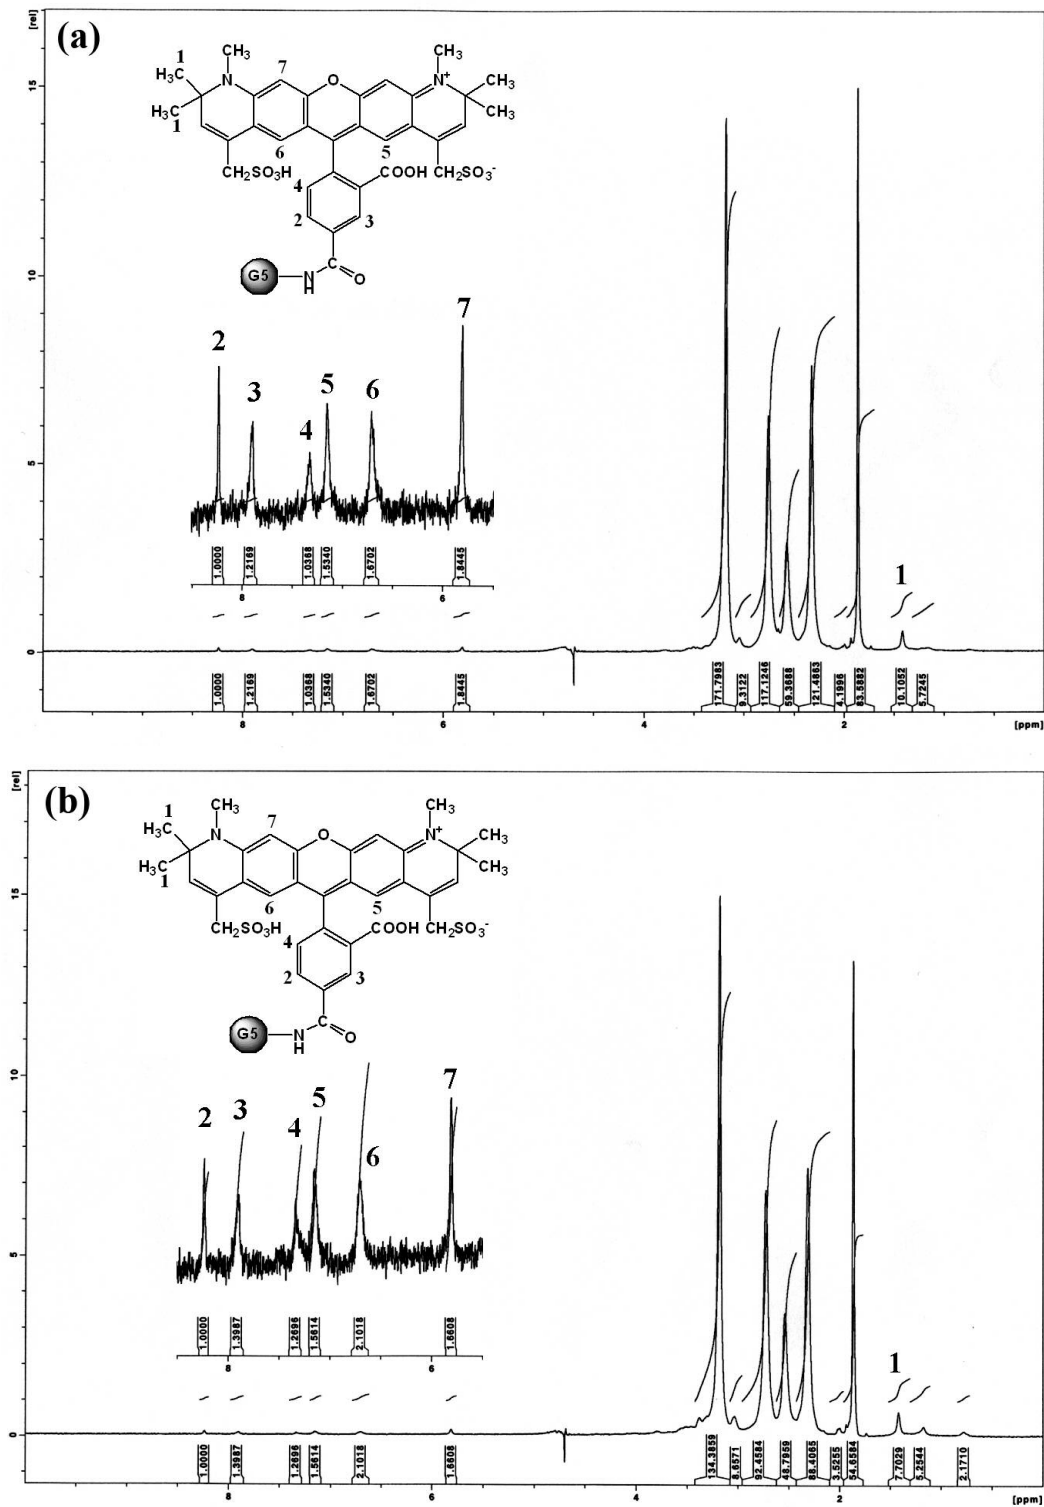 (a)
[rel]
15
10
5
0
1
H₃C
H₃C
1
CH₃
N
7
O
CH₃
N⁺
CH₃
CH₃
6
5
CH₂SO₃H
COOH
CH₂SO₃⁻
4
2
3
G5
N
H
C
O
2
3
4
5
6
7
1.0000
1.2169
1.0368
1.5340
1.6702
1.8445
8
6
1
1.0000
1.2169
1.0368
1.5340
1.6702
1.8445
171.7983
9.3122
117.1246
59.3688
121.4863
4.1996
83.5882
10.1052
5.7245
8
6
4
2
[ppm]
(b)
[rel]
15
10
5
0
1
H₃C
H₃C
1
CH₃
N
7
O
CH₃
N⁺
CH₃
CH₃
6
5
CH₂SO₃H
COOH
CH₂SO₃⁻
4
2
3
G5
N
H
C
O
2
3
4
5
6
7
1.0000
1.3987
1.2696
1.5614
2.1018
1.6608
8
6
1
1.0000
1.3987
1.2696
1.5614
2.1018
1.6608
134.3859
8.6571
92.4584
48.7959
88.4065
3.5255
54.6584
7.7029
5.2544
2.1710
8
6
4
2
[ppm]